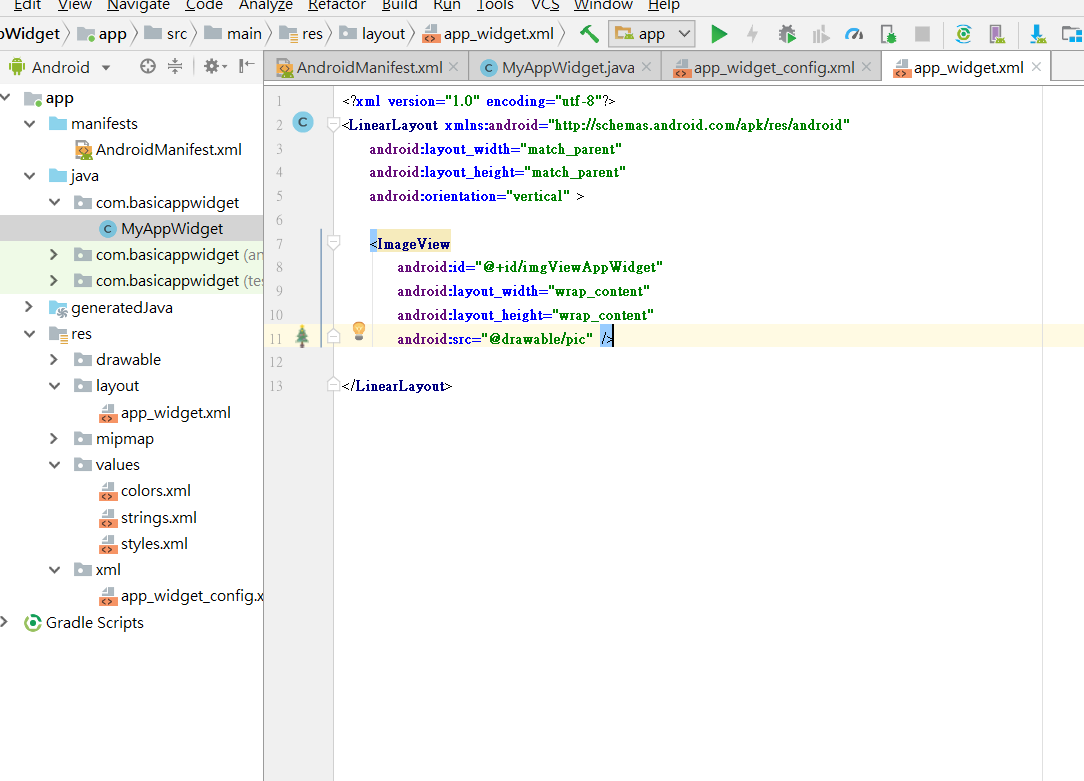 Edit View Navigate Code Analyze Refactor Build Run Tools VCS Window Help
oWidget app src main res layout app_widget.xml app
Android AndroidManifest.xml MyAppWidget.java app_widget_config.xml app_widget.xml
app
manifests
AndroidManifest.xml
java
com.basicappwidget
MyAppWidget
com.basicappwidget (an
com.basicappwidget (tes
generatedJava
res
drawable
layout
app_widget.xml
mipmap
values
colors.xml
strings.xml
styles.xml
xml
app_widget_config.x
Gradle Scripts
1 <?xml version="1.0" encoding="utf-8"?>
2 <LinearLayout xmlns:android="http://schemas.android.com/apk/res/android"
3 android:layout_width="match_parent"
4 android:layout_height="match_parent"
5 android:orientation="vertical" >
6
7 <ImageView
8 android:id="@+id/imgViewAppWidget"
9 android:layout_width="wrap_content"
10 android:layout_height="wrap_content"
11 android:src="@drawable/pic" />
12
13 </LinearLayout>